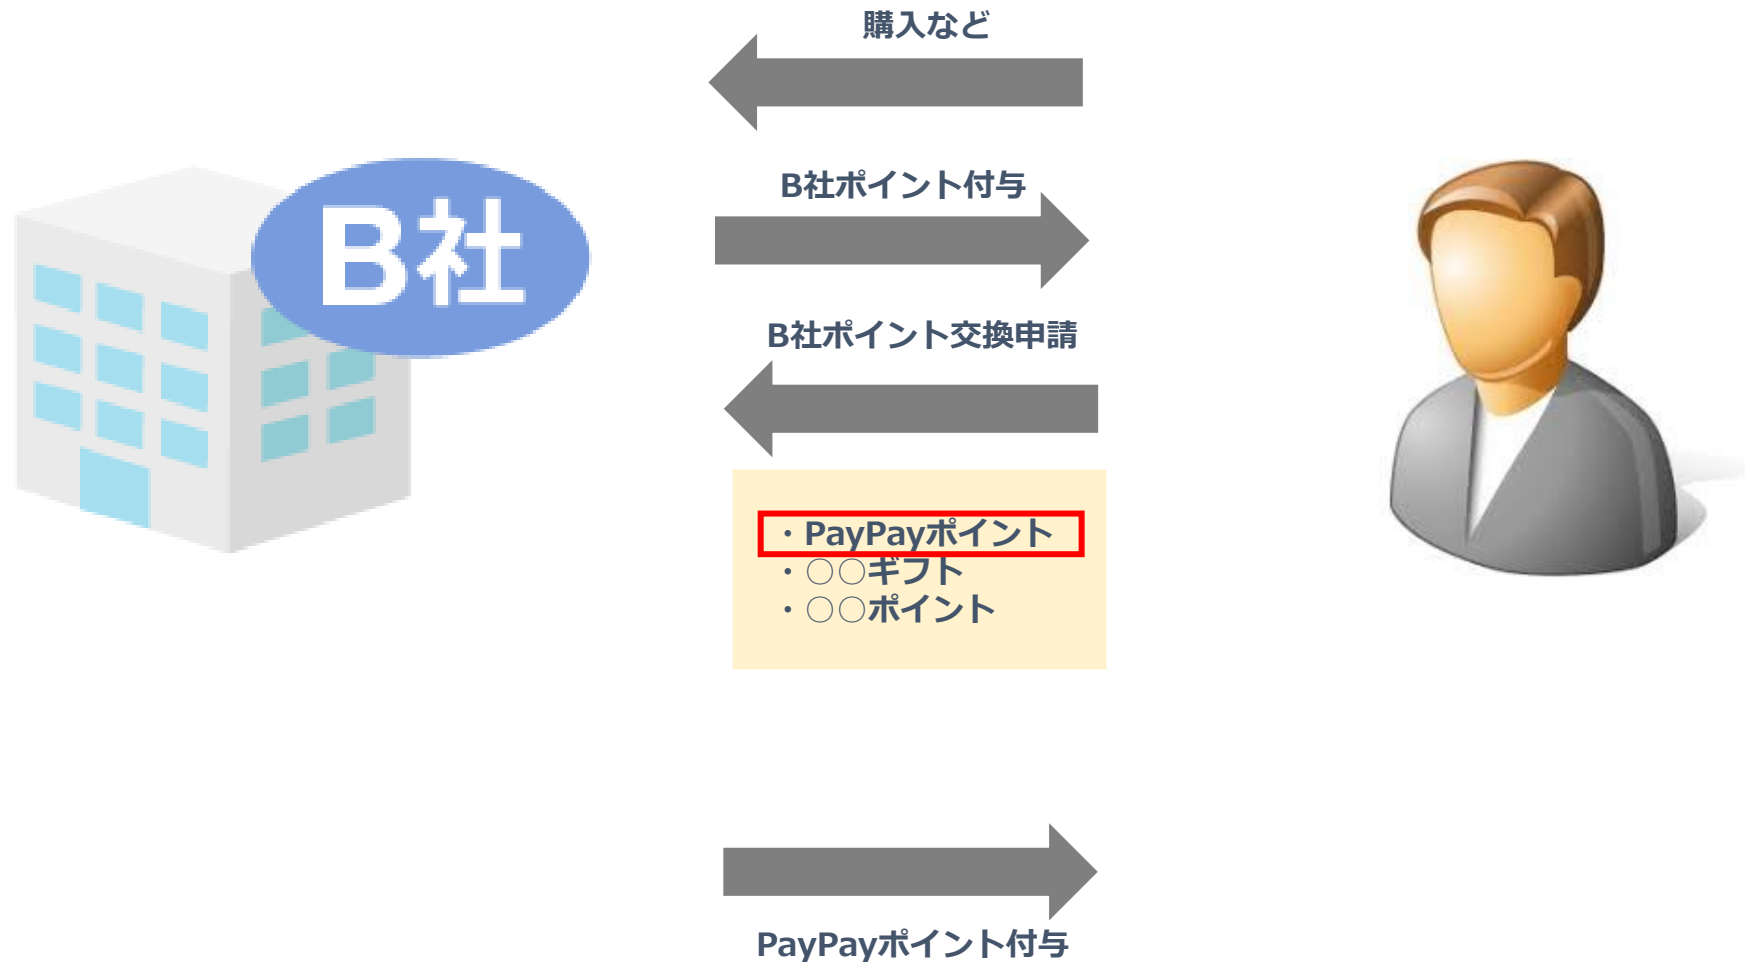 購入など
B社
B社ポイント付与
B社ポイント交換申請
・PayPayポイント
・○○ギフト
・○○ポイント
PayPayポイント付与